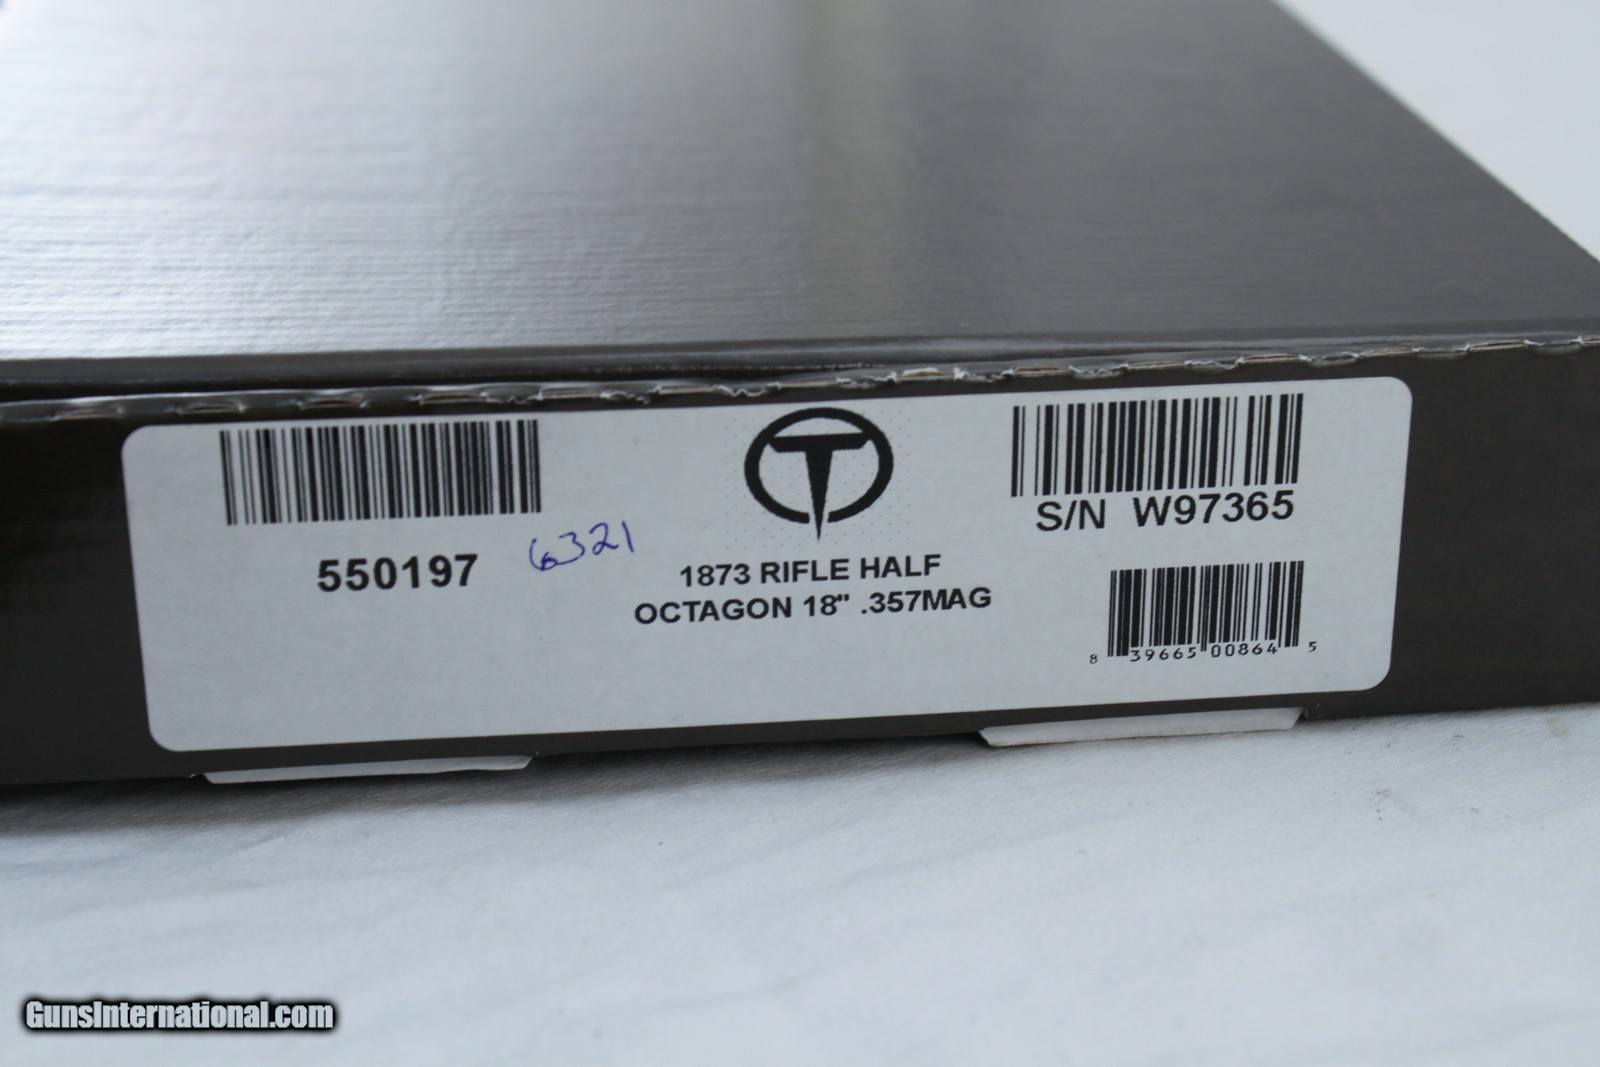 550197
6321
T
1873 RIFLE HALF
OCTAGON 18" .357MAG
S/N W97365
8 39665 00864 5
GunsInternational.com